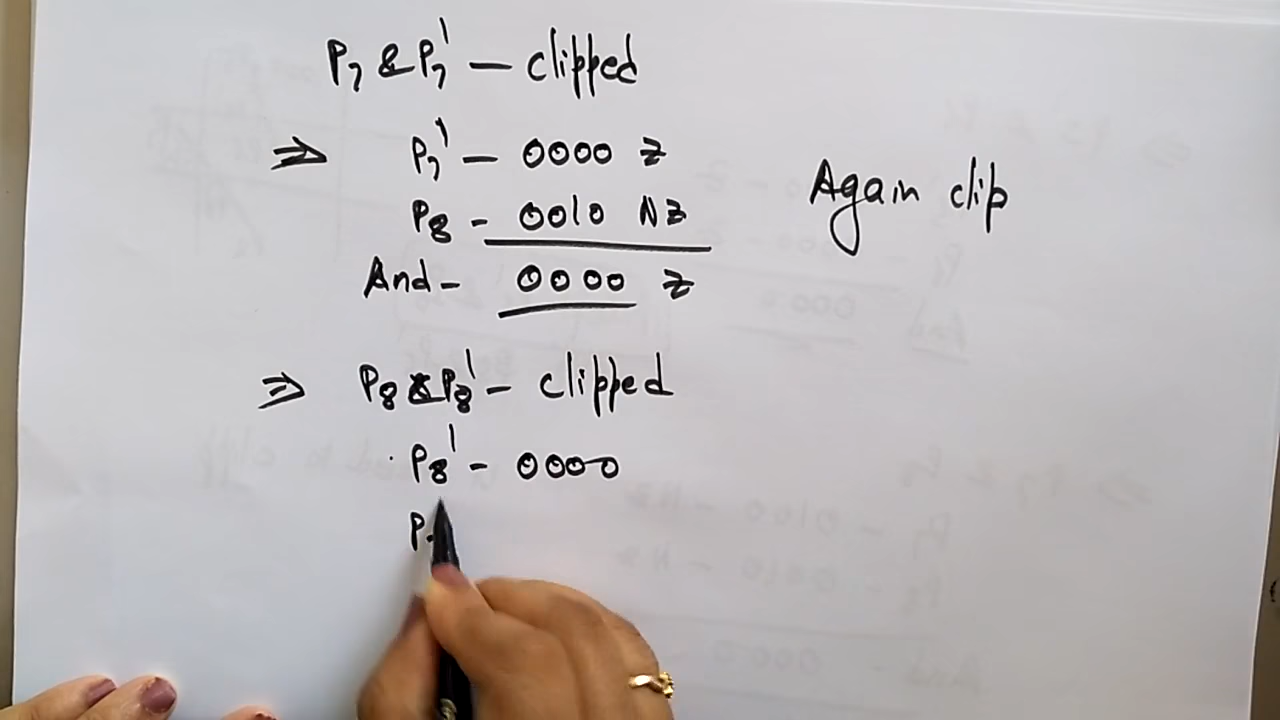 P7 & P7' — clipped
⇒ P7' — 0000 Z
P8 - 0010 NZ
Again clip
And - 0000 Z
⇒ P8 & P8' - clipped
P8' - 0000
P